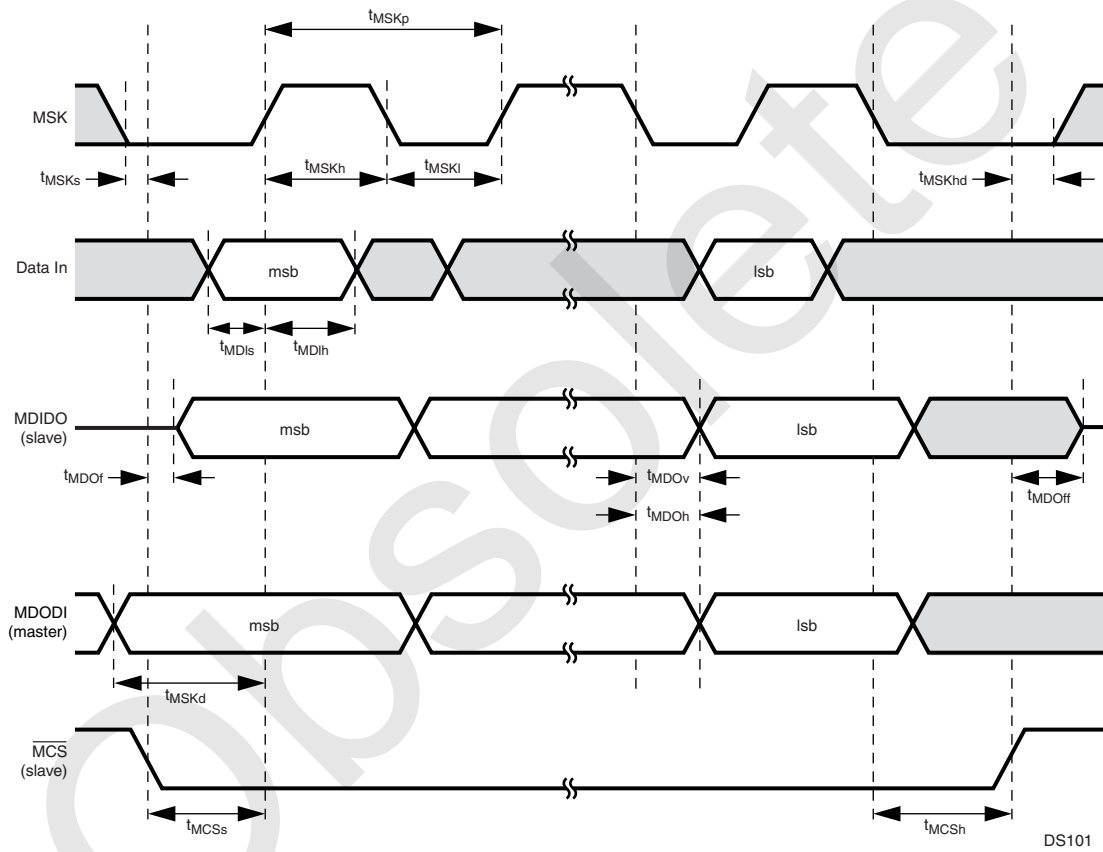 tMSKp
MSK
tMSKs
tMSKh
tMSKl
tMSKhd
Data In
msb
lsb
tMDIs
tMDIh
MDIDO
(slave)
msb
lsb
tMDOf
tMDOv
tMDOh
tMDOff
MDODI
(master)
msb
lsb
tMSKd
MCS
(slave)
tMCSs
tMCSh
DS101
Obsolete